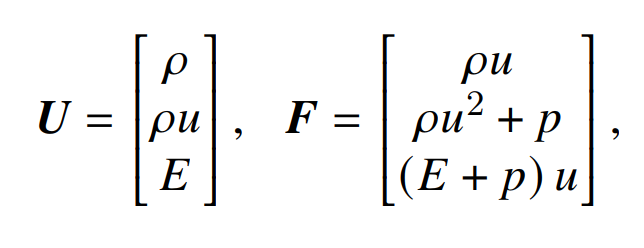 U = [ρ ρu E], F = [ρu ρu² + p (E + p) u],